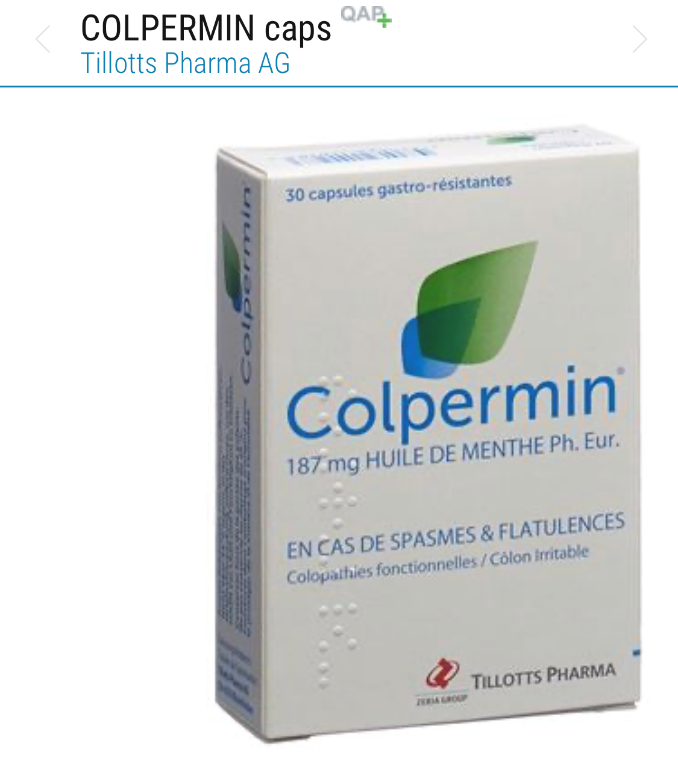 COLPERMIN caps
QAP
Tillotts Pharma AG
30 capsules gastro-résistantes
Colpermin
Colpermin®
187 mg HUILE DE MENTHE Ph. Eur.
EN CAS DE SPASMES & FLATULENCES
Colopathies fonctionnelles / Côlon Irritable
TILLOTTS PHARMA
ZERIA GROUP